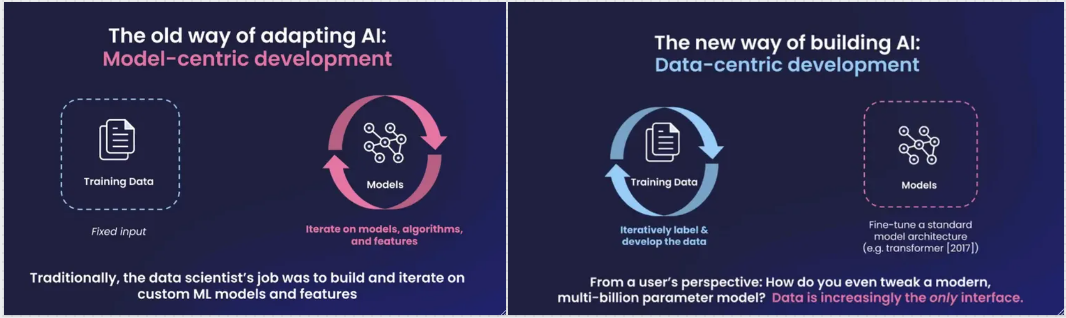 The old way of adapting AI:
Model-centric development
Training Data
Models
Fixed input
Iterate on models, algorithms,
and features
Traditionally, the data scientist's job was to build and iterate on
custom ML models and features
The new way of building AI:
Data-centric development
Training Data
Models
Iteratively label &
develop the data
Fine-tune a standard
model architecture
(e.g. transformer [2017])
From a user's perspective: How do you even tweak a modern,
multi-billion parameter model? Data is increasingly the only interface.